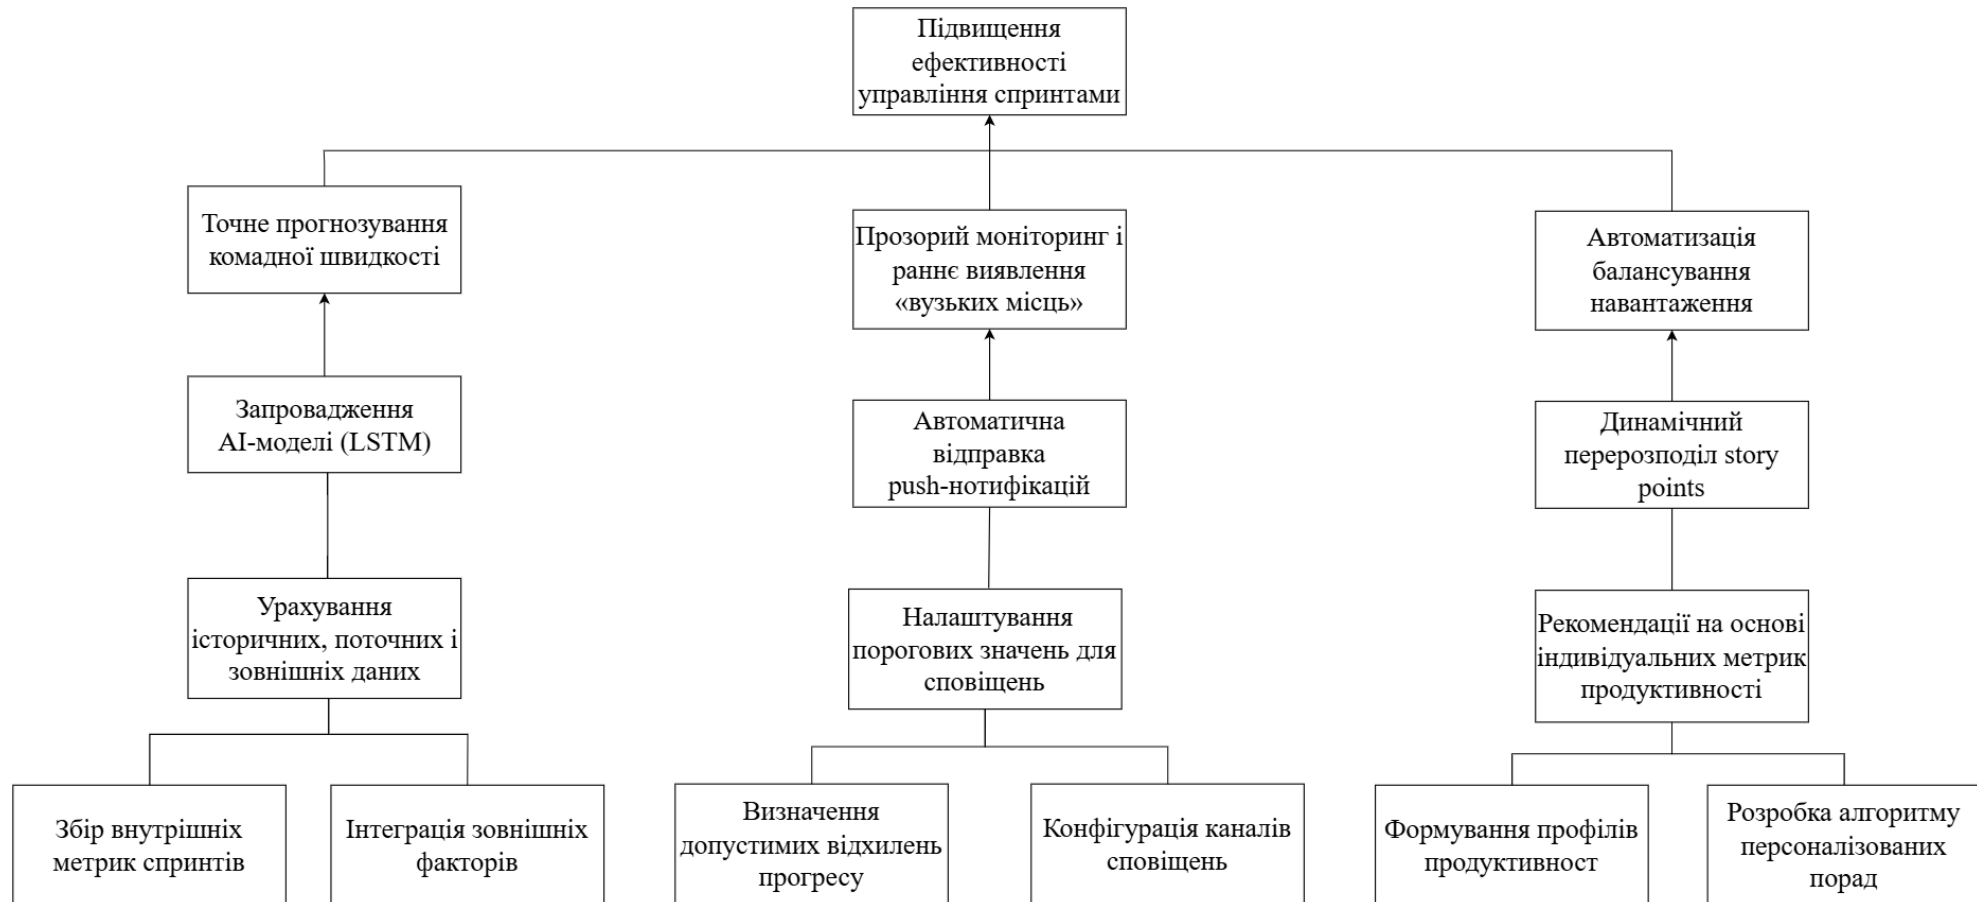 Підвищення
ефективності
управління спринтами
Точне прогнозування
комадної швидкості
Прозорий моніторинг і
раннє виявлення
«вузьких місць»
Автоматизація
балансування
навантаження
Запровадження
AI-моделі (LSTM)
Автоматична
відправка
push-нотифікацій
Динамічний
перерозподіл story
points
Урахування
історичних, поточних і
зовнішніх даних
Налаштування
порогових значень для
сповіщень
Рекомендації на основі
індивідуальних метрик
продуктивності
Збір внутрішніх
метрик спринтів
Інтеграція зовнішніх
факторів
Визначення
допустимих відхилень
прогресу
Конфігурація каналів
сповіщень
Формування профілів
продуктивност
Розробка алгоритму
персоналізованих
порад